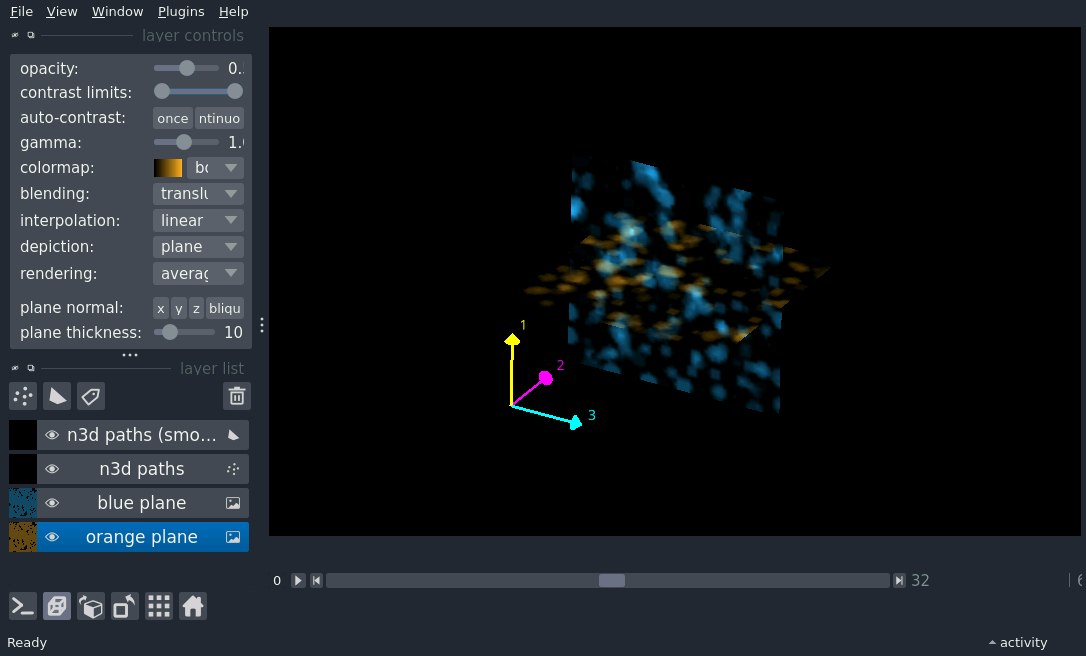 File View Window Plugins Help
layer controls
opacity: 0.
contrast limits:
auto-contrast: once ntinuo
gamma: 1.
colormap: bo
blending: translu
interpolation: linear
depiction: plane
rendering: averag
plane normal: x y z bliqu
plane thickness: 10
layer list
n3d paths (smo...
n3d paths
blue plane
orange plane
1
2
3
0 32
Ready
activity